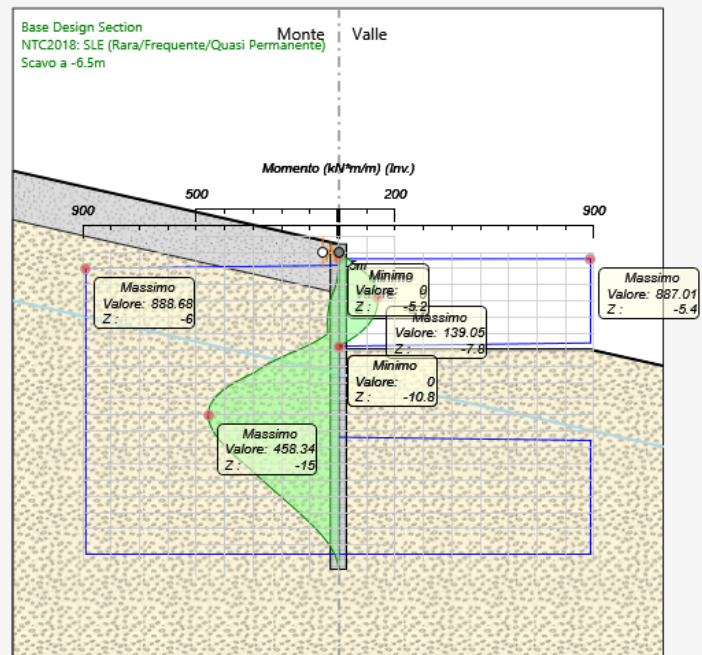 Base Design Section
NTC2018: SLE (Rara/Frequente/Quasi Permanente)
Scavo a -6.5m
Monte
Valle
Momento (kN*m/m) (Inv.)
900
500
200
900
5m
Massimo
Valore: 888.68
Z : -6
Minimo
Valore: 0
Z : -5.2
Massimo
Valore: 887.01
Z : -5.4
Massimo
Valore: 139.05
Z : -7.8
Minimo
Valore: 0
Z : -10.8
Massimo
Valore: 458.34
Z : -15